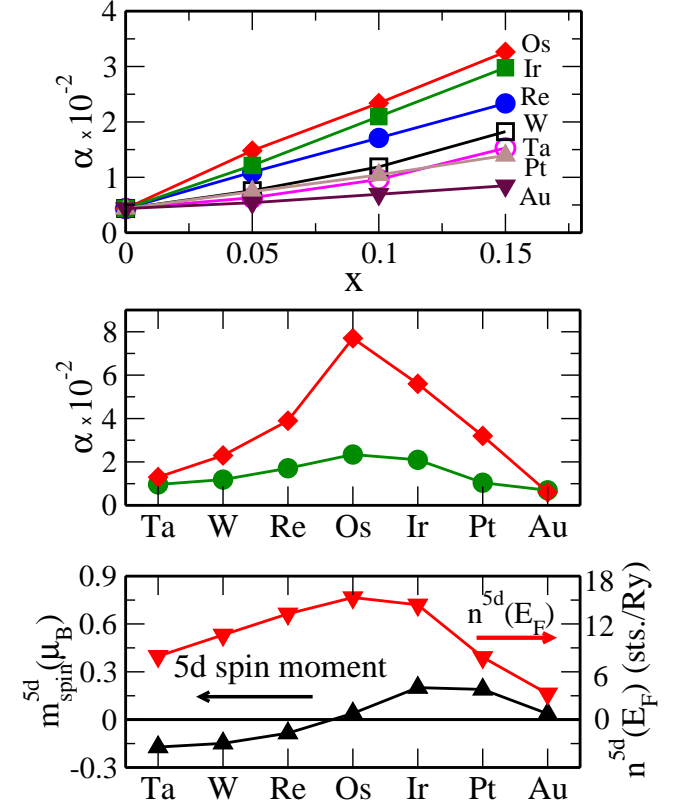 4
3
2
1
0
α x 10^-2
Os
Ir
Re
W
Ta
Pt
Au
0 0.05 0.1 0.15
x
8
6
4
2
0
α x 10^-2
Ta W Re Os Ir Pt Au
0.9
0.6
0.3
0
-0.3
m_spin^5d(μ_B)
n^5d(E_F)
5d spin moment
18
12
6
0
n^5d(E_F) (sts./Ry)
Ta W Re Os Ir Pt Au